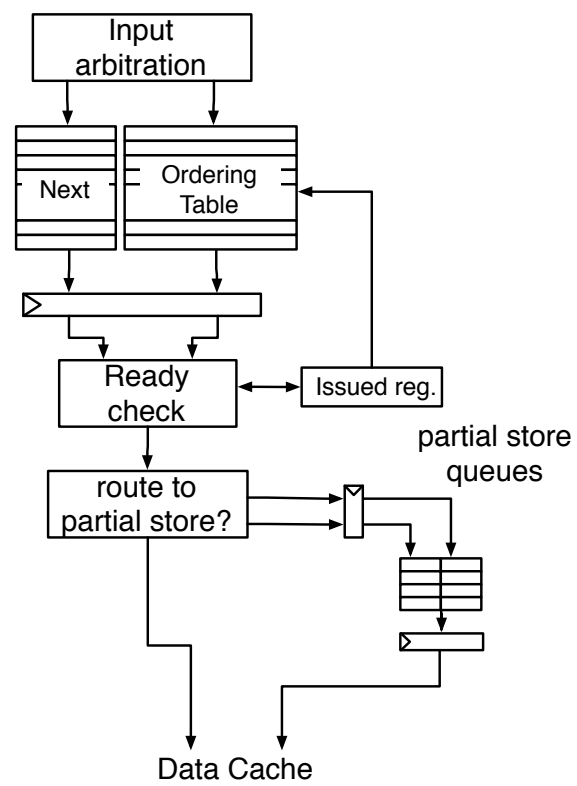 Input
arbitration
Next
Ordering
Table
Ready
check
Issued reg.
partial store
queues
route to
partial store?
Data Cache